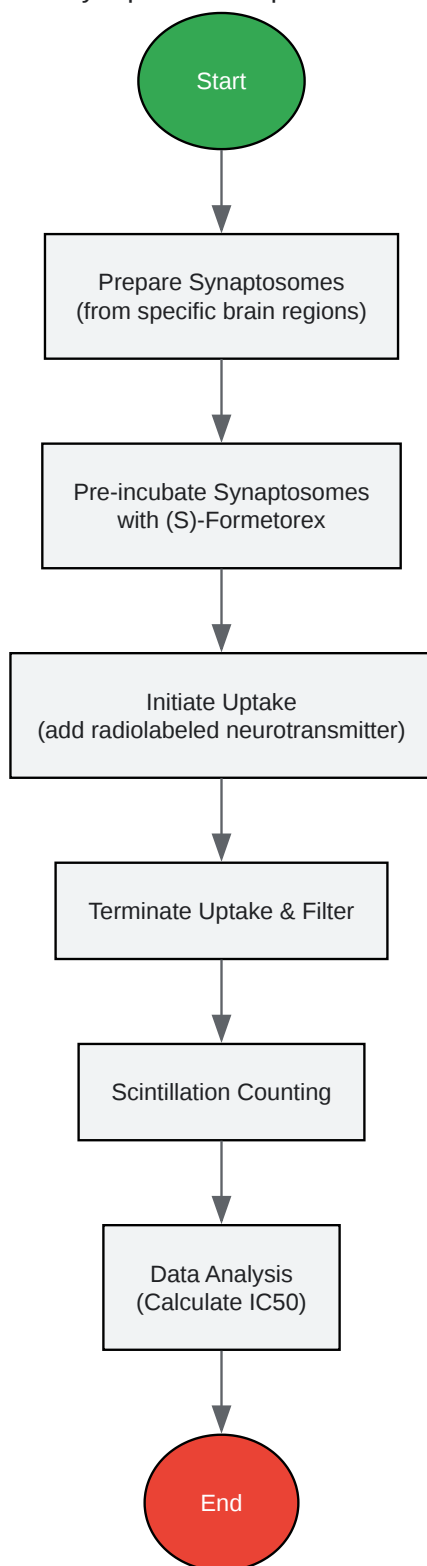 Start
Prepare Synaptosomes
(from specific brain regions)
Pre-incubate Synaptosomes
with (S)-Formetorex
Initiate Uptake
(add radiolabeled neurotransmitter)
Terminate Uptake & Filter
Scintillation Counting
Data Analysis
(Calculate IC50)
End